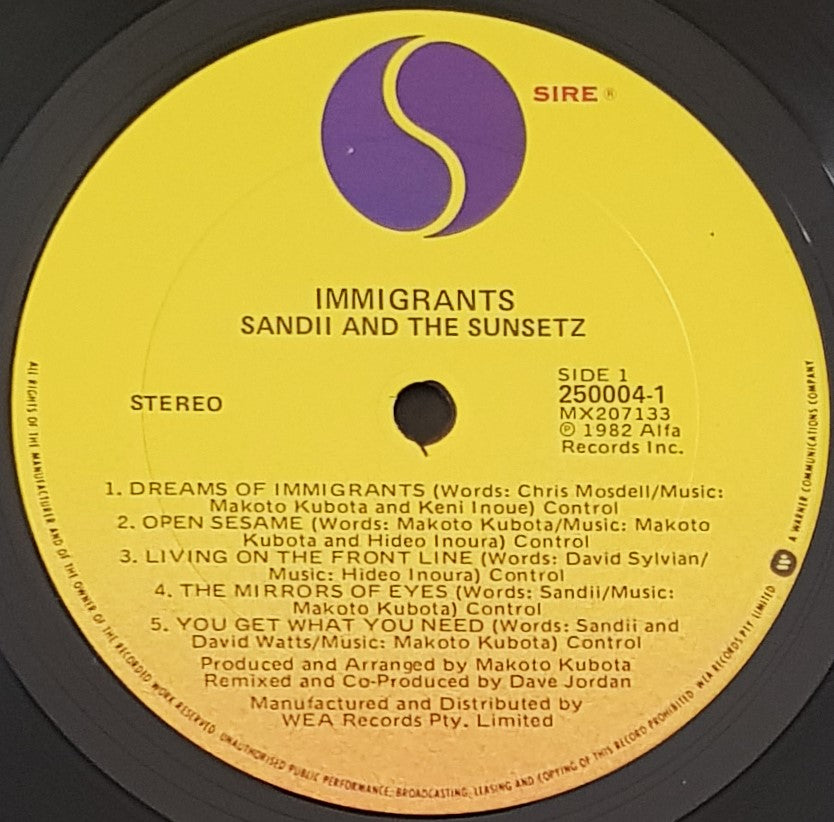 SIRE ®
IMMIGRANTS
SANDII AND THE SUNSETZ
STEREO
SIDE 1
250004-1
MX207133
℗ 1982 Alfa
Records Inc.
1. DREAMS OF IMMIGRANTS (Words: Chris Mosdell/Music:
Makoto Kubota and Keni Inoue) Control
2. OPEN SESAME (Words: Makoto Kubota/Music: Makoto
Kubota and Hideo Inoura) Control
3. LIVING ON THE FRONT LINE (Words: David Sylvian/
Music: Hideo Inoura) Control
4. THE MIRRORS OF EYES (Words: Sandii/Music:
Makoto Kubota) Control
5. YOU GET WHAT YOU NEED (Words: Sandii and
David Watts/Music: Makoto Kubota) Control
Produced and Arranged by Makoto Kubota
Remixed and Co-Produced by Dave Jordan
Manufactured and Distributed by
WEA Records Pty. Limited
ALL RIGHTS OF THE MANUFACTURER AND OF THE OWNER OF THE RECORDED WORK RESERVED. UNAUTHORISED PUBLIC PERFORMANCE, BROADCASTING, LEASING AND COPYING OF THIS RECORD PROHIBITED. WEA RECORDS PTY. LIMITED A WARNER COMMUNICATIONS COMPANY